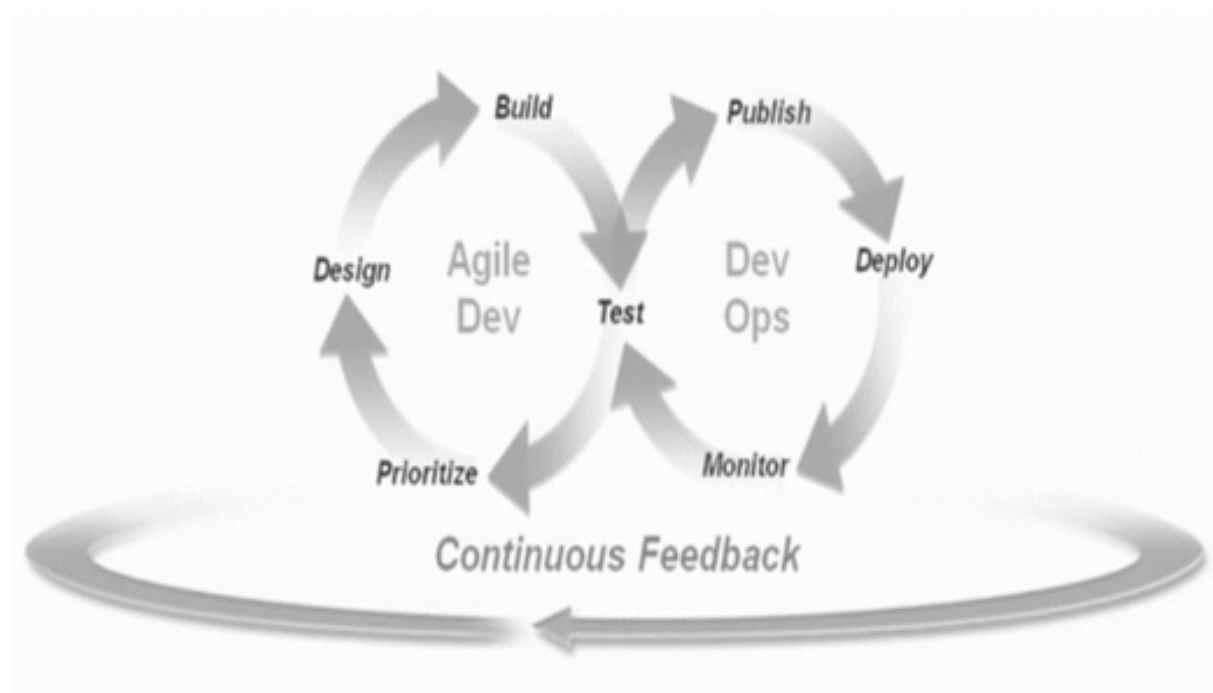 Build
Publish
Design
Agile
Dev
Dev
Ops
Deploy
Test
Prioritize
Monitor
Continuous Feedback